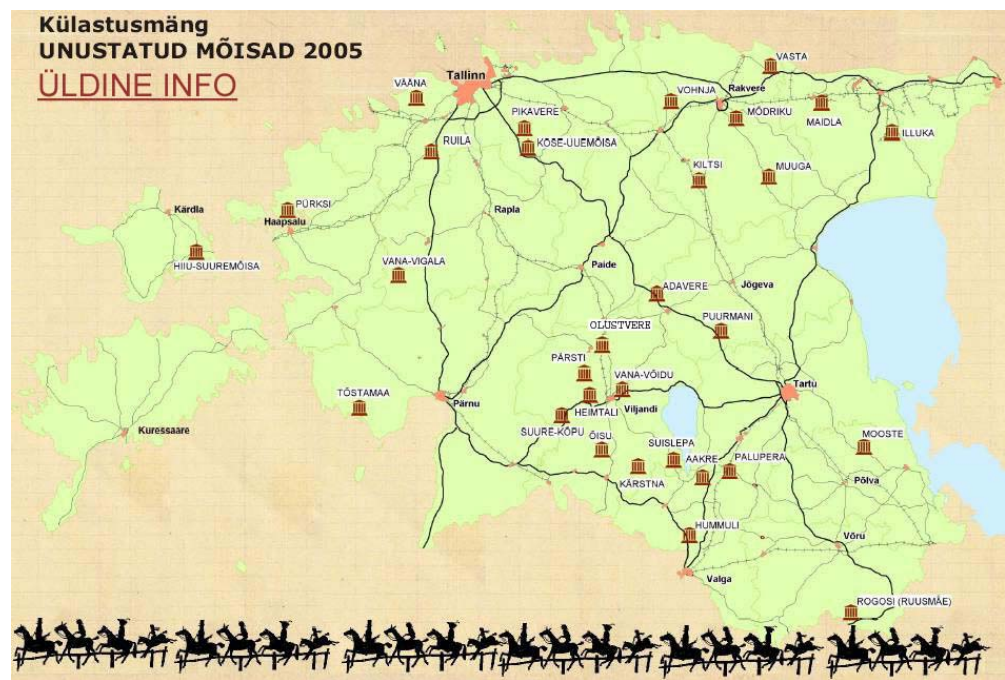 Külastusmäng
UNUSTATUD MÕISAD 2005
ÜLDINE INFO
Tallinn
VASTA
VÄÄNA
VOHNJA
Rakvere
PIKAVERE
MÕDRIKU
MAIDLA
RUILA
KOSE-UUEMÕISA
ILLUKA
KILTSI
MUUGA
PÜRKSI
Kärdla
Haapsalu
Rapla
HIIU-SUUREMÕISA
VANA-VIGALA
Paide
ADAVERE
Jõgeva
PUURMANI
OLUSTVERE
PÄRSTI
VANA-VÕIDU
Tartu
TÕSTAMAA
Pärnu
HEIMTALI
Viljandi
Kuressaare
SUURE-KÕPU
ÕISU
SUISLEPA
MOOSTE
AAKRE
PALUPERA
KÄRSTNA
Põlva
HUMMULI
Võru
Valga
ROGOSI (RUUSMÄE)